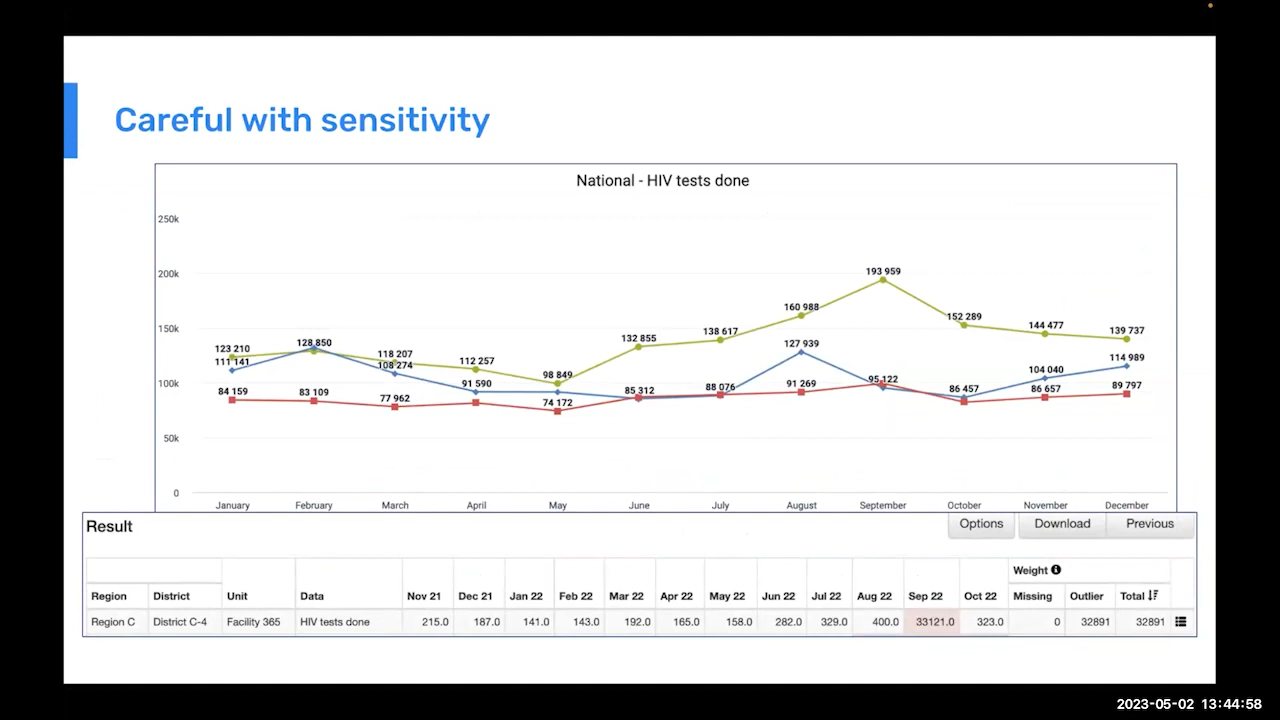 Careful with sensitivity
National - HIV tests done
250k
200k
150k
100k
50k
0
193 959
160 988
152 289
144 477
139 737
138 617
132 855
123 210
128 850
118 207
112 257
98 849
111 141
108 274
91 590
127 939
104 040
114 989
84 159
83 109
77 962
74 172
85 312
88 076
91 269
95 122
86 457
86 657
89 797
January February March April May June July August September October November December
Result
Options Download Previous
Weight
Region District Unit Data Nov 21 Dec 21 Jan 22 Feb 22 Mar 22 Apr 22 May 22 Jun 22 Jul 22 Aug 22 Sep 22 Oct 22 Missing Outlier Total
Region C District C-4 Facility 365 HIV tests done 215.0 187.0 141.0 143.0 192.0 165.0 158.0 282.0 329.0 400.0 33121.0 323.0 0 32891 32891
2023-05-02 13:44:58